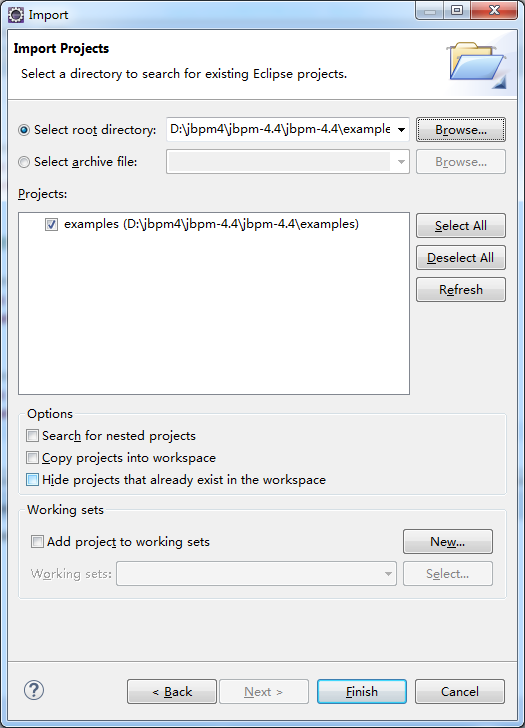 Import
Import Projects
Select a directory to search for existing Eclipse projects.
Select root directory: D:\jbpm4\jbpm-4.4\jbpm-4.4\example Browse...
Select archive file: Browse...
Projects:
examples (D:\jbpm4\jbpm-4.4\jbpm-4.4\examples)
Select All
Deselect All
Refresh
Options
Search for nested projects
Copy projects into workspace
Hide projects that already exist in the workspace
Working sets
Add project to working sets New...
Working sets: Select...
? < Back Next > Finish Cancel